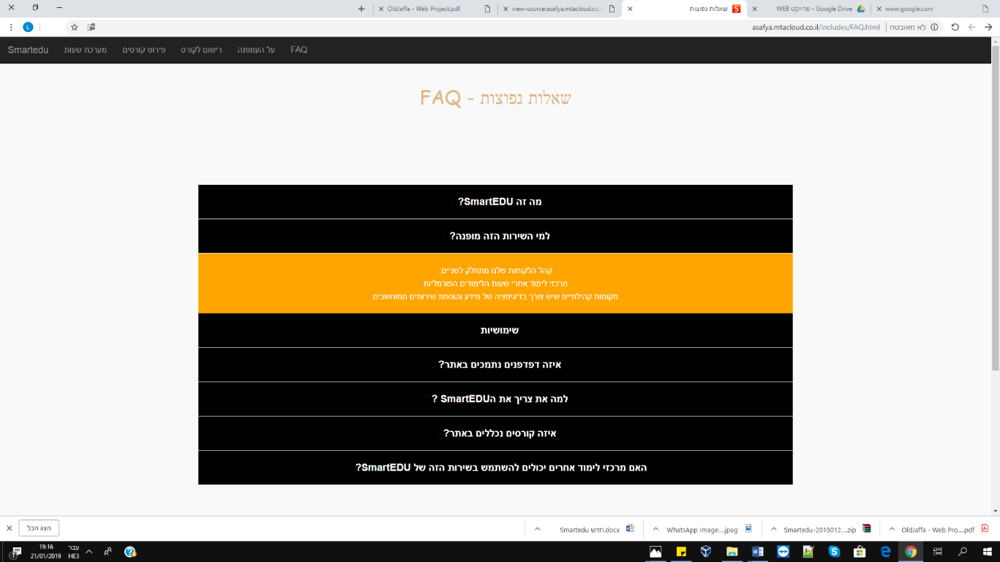 www.google.com
פרויקט WEB - Google Drive
שאלות נפוצות
view-source:asafya.mtacloud.co.il
OldJaffa - Web Project.pdf
L
לא מאובטח | asafya.mtacloud.co.il/includes/FAQ.html
Smartedu מערכת שעות פירוט קורסים רישום לקורס על העמותה FAQ
שאלות נפוצות - FAQ
מה זה SmartEDU?
למי השירות הזה מופנה?
קהל הלקוחות שלנו מתחלק לשניים:
מרכזי לימוד אחרי שעות הלימודים הפורמליות
מקומות קהילתיים שיש צורך בדיגיטציה של מידע והוספת שירותים ממוחשבים
שימושיות
איזה דפדפנים נתמכים באתר?
למה את צריך את הSmartEDU ?
איזה קורסים נכללים באתר?
האם מרכזי לימוד אחרים יכולים להשתמש בשירות הזה של SmartEDU?
OldJaffa - Web Pro....pdf
Smartedu-2019012....zip
WhatsApp Image....jpeg
Smartedu חדש.docx
הצג הכל
עבר
HE3
19:16
21/01/2019
1